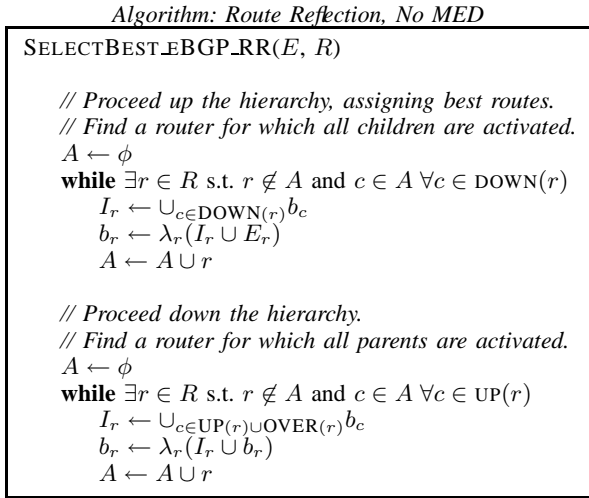 Algorithm: Route Reflection, No MED
SELECTBEST_EBGP_RR(E, R)
// Proceed up the hierarchy, assigning best routes.
// Find a router for which all children are activated.
A ← ϕ
while ∃r ∈ R s.t. r ∉ A and c ∈ A ∀c ∈ DOWN(r)
I_r ← ∪_{c∈DOWN(r)} b_c
b_r ← λ_r(I_r ∪ E_r)
A ← A ∪ r
// Proceed down the hierarchy.
// Find a router for which all parents are activated.
A ← ϕ
while ∃r ∈ R s.t. r ∉ A and c ∈ A ∀c ∈ UP(r)
I_r ← ∪_{c∈UP(r)∪OVER(r)} b_c
b_r ← λ_r(I_r ∪ b_r)
A ← A ∪ r